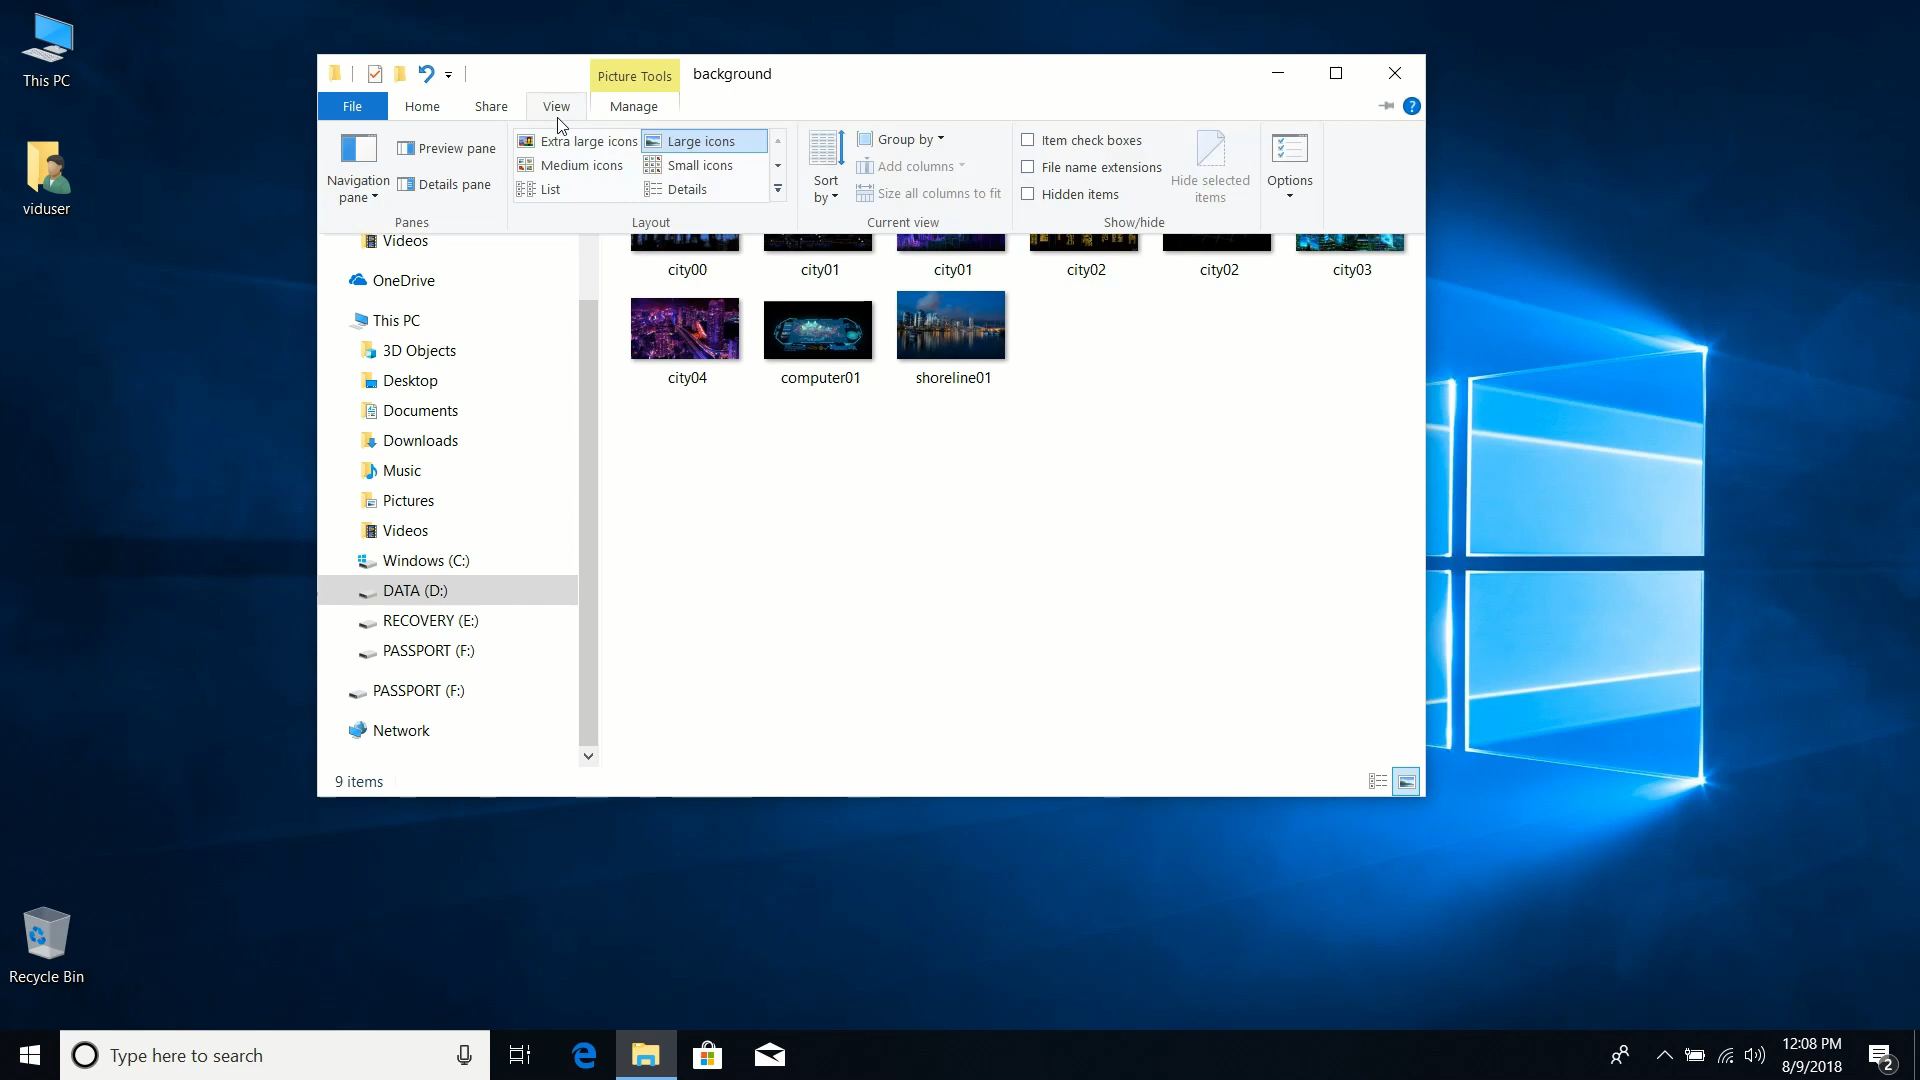 This PC
viduser
Recycle Bin
Picture Tools
background
File
Home
Share
View
Manage
Navigation
pane
Preview pane
Details pane
Panes
Extra large icons
Large icons
Medium icons
Small icons
List
Details
Layout
Sort
by
Group by
Add columns
Size all columns to fit
Current view
Item check boxes
File name extensions
Hidden items
Hide selected
items
Show/hide
Options
Videos
OneDrive
This PC
3D Objects
Desktop
Documents
Downloads
Music
Pictures
Videos
Windows (C:)
DATA (D:)
RECOVERY (E:)
PASSPORT (F:)
PASSPORT (F:)
Network
city00
city01
city01
city02
city02
city03
city04
computer01
shoreline01
9 items
Type here to search
12:08 PM
8/9/2018
2